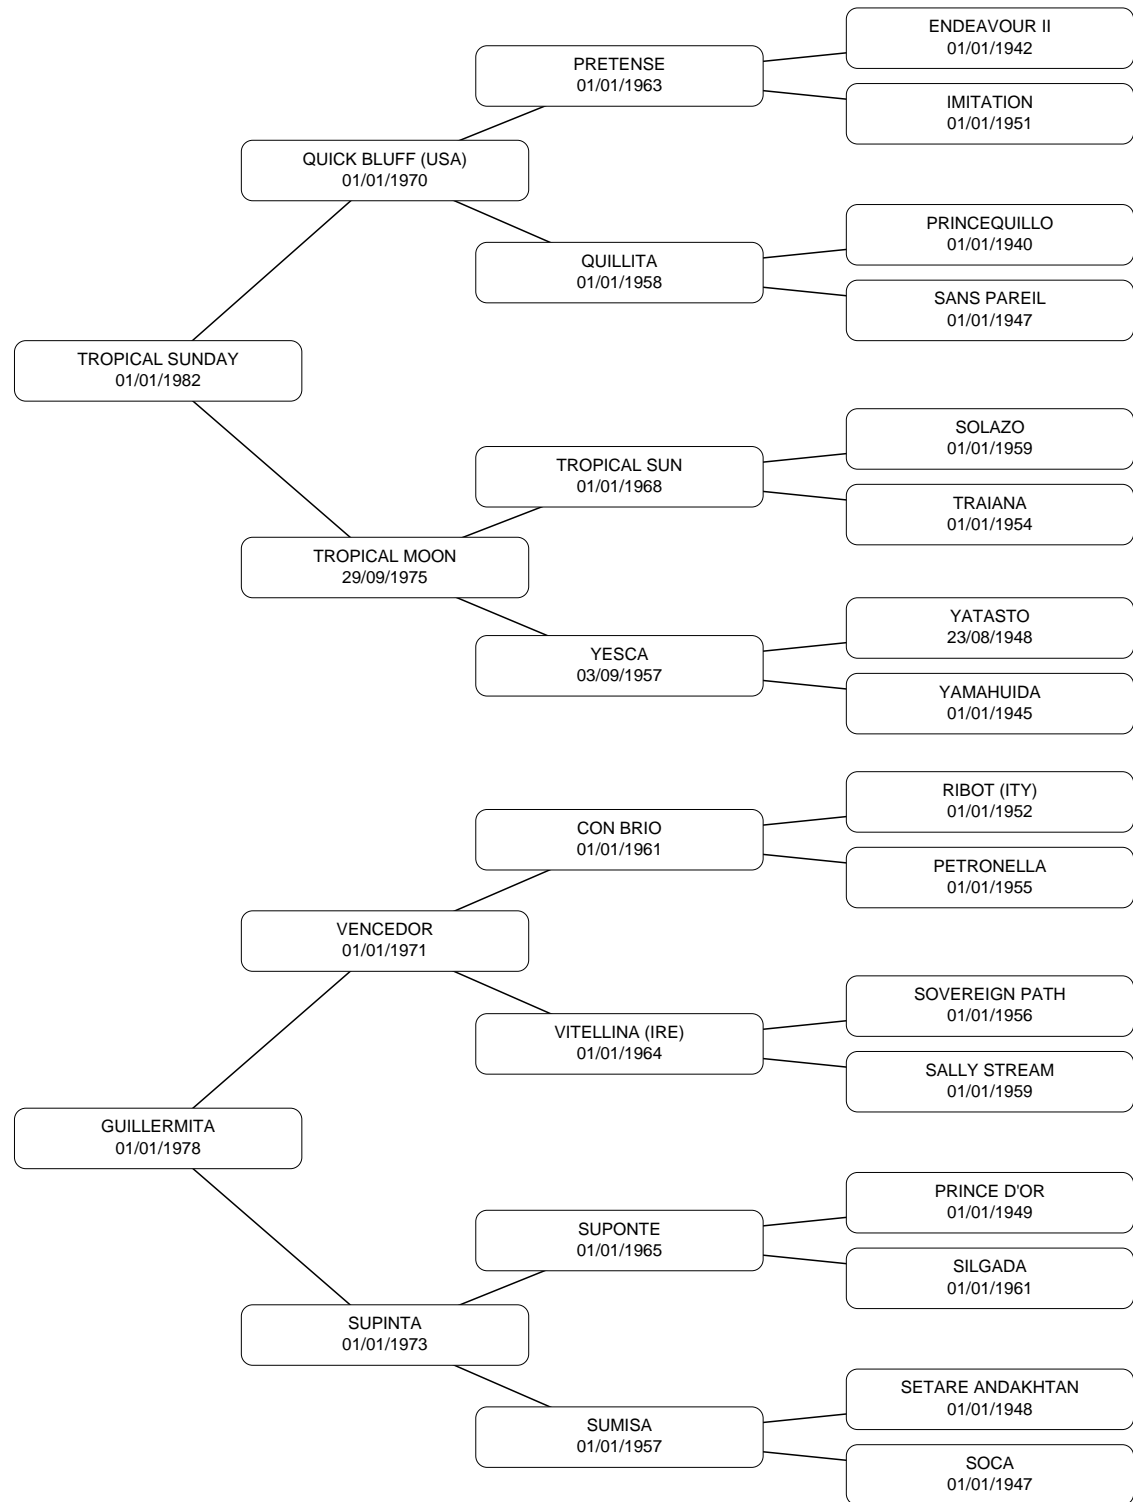 ENDEAVOUR II
01/01/1942
PRETENSE
01/01/1963
IMITATION
01/01/1951
QUICK BLUFF (USA)
01/01/1970
PRINCEQUILLO
01/01/1940
QUILLITA
01/01/1958
SANS PAREIL
01/01/1947
TROPICAL SUNDAY
01/01/1982
SOLAZO
01/01/1959
TROPICAL SUN
01/01/1968
TRAIANA
01/01/1954
TROPICAL MOON
29/09/1975
YATASTO
23/08/1948
YESCA
03/09/1957
YAMAHUIDA
01/01/1945
RIBOT (ITY)
01/01/1952
CON BRIO
01/01/1961
PETRONELLA
01/01/1955
VENCEDOR
01/01/1971
SOVEREIGN PATH
01/01/1956
VITELLINA (IRE)
01/01/1964
SALLY STREAM
01/01/1959
GUILLERMITA
01/01/1978
PRINCE D'OR
01/01/1949
SUPONTE
01/01/1965
SILGADA
01/01/1961
SUPINTA
01/01/1973
SETARE ANDAKHTAN
01/01/1948
SUMISA
01/01/1957
SOCA
01/01/1947